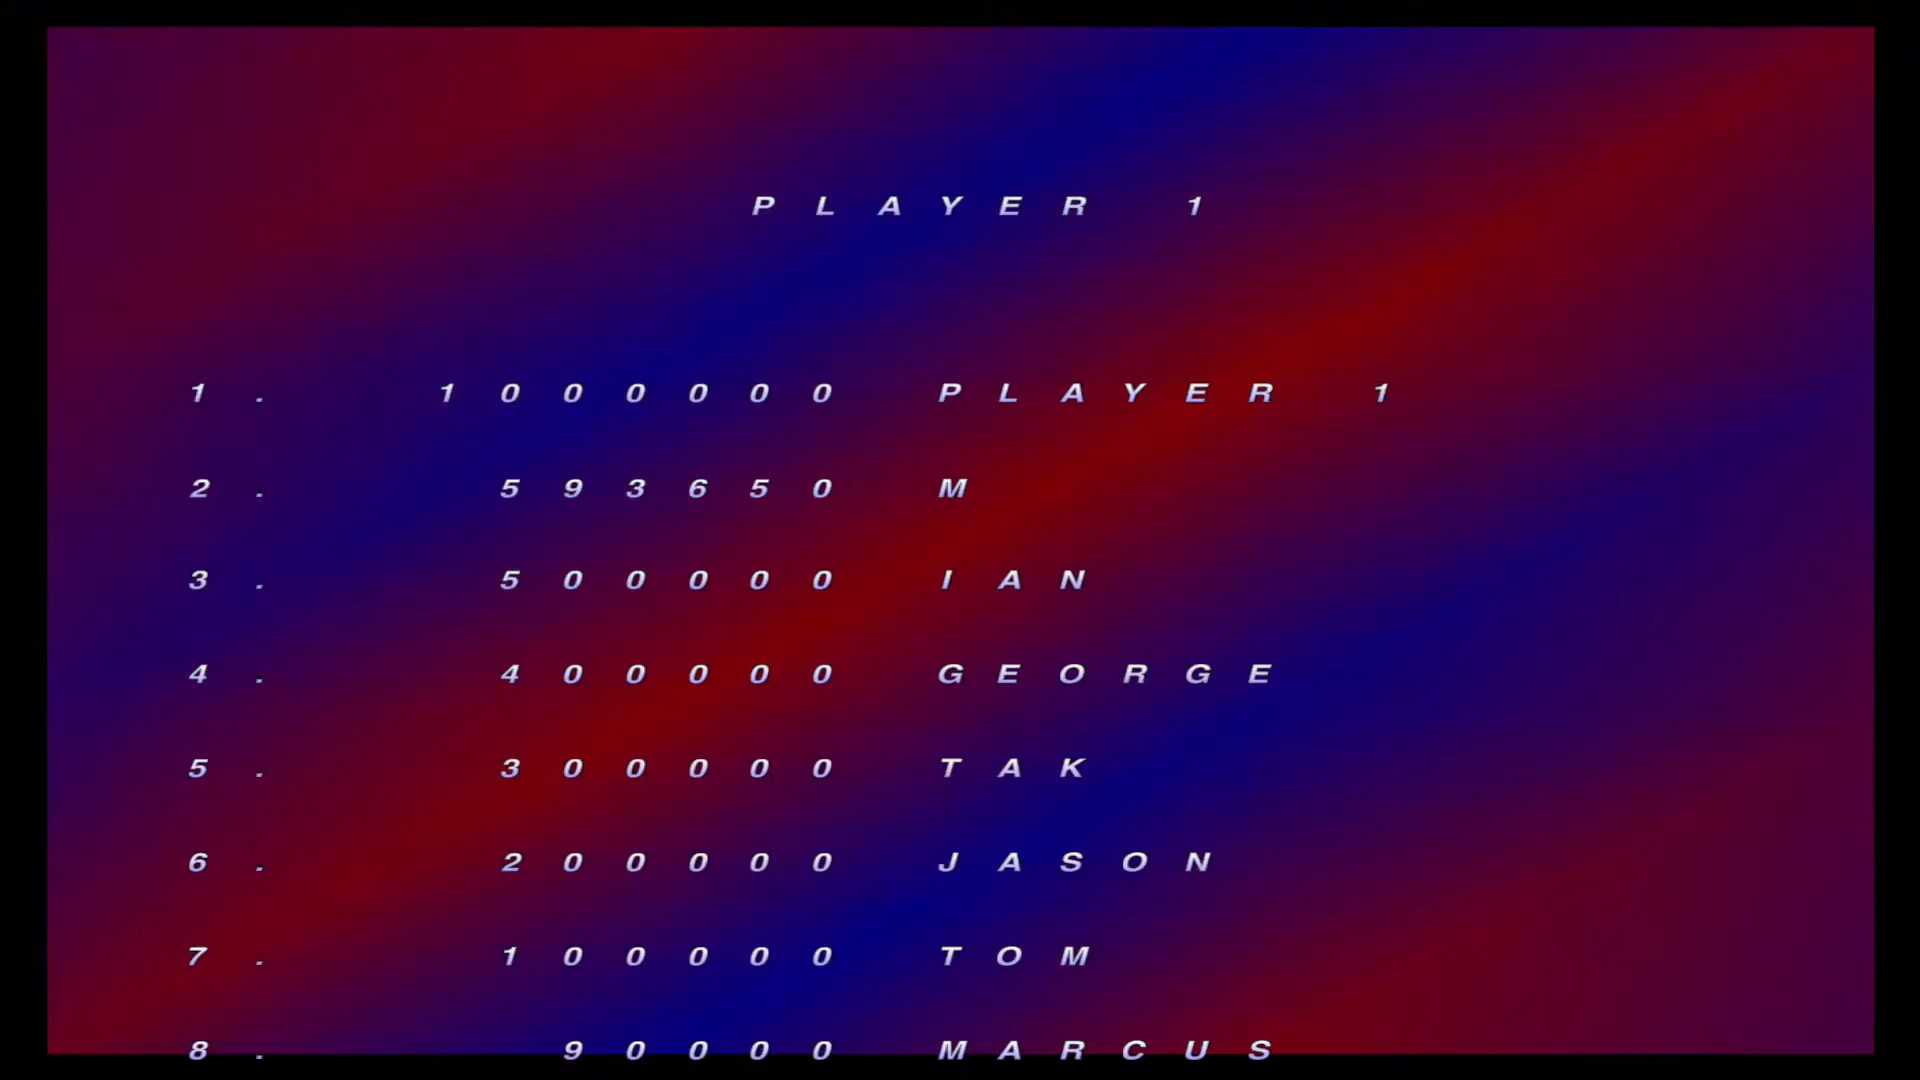 PLAYER 1
1. 1000000 PLAYER 1
2. 593650 M
3. 500000 IAN
4. 400000 GEORGE
5. 300000 TAK
6. 200000 JASON
7. 100000 TOM
8. 90000 MARCUS